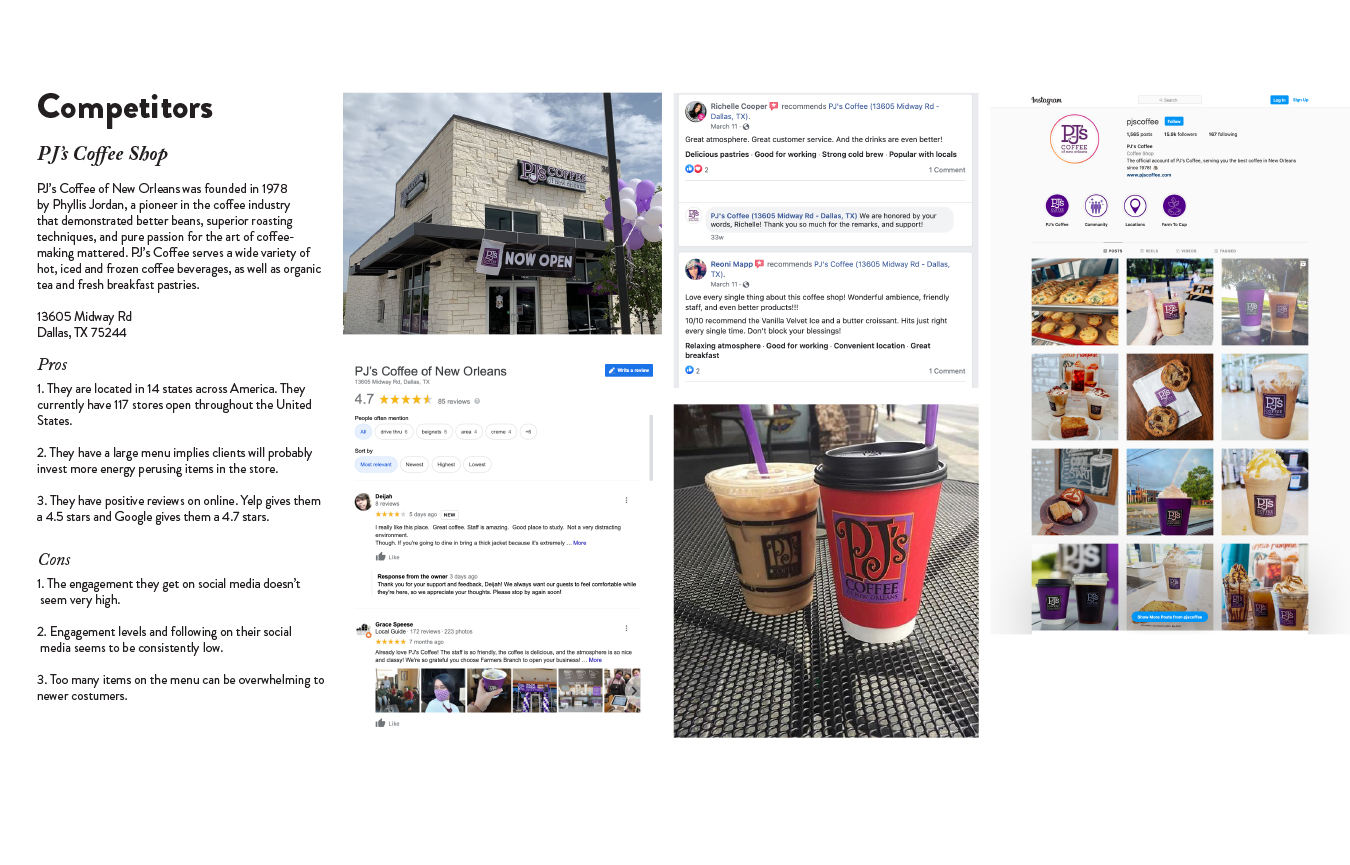 Competitors
PJ's Coffee Shop
PJ's Coffee of New Orleans was founded in 1978
by Phyllis Jordan, a pioneer in the coffee industry
that demonstrated better beans, superior roasting
techniques, and pure passion for the art of coffee-
making mattered. PJ's Coffee serves a wide variety of
hot, iced and frozen coffee beverages, as well as organic
tea and fresh breakfast pastries.
13605 Midway Rd
Dallas, TX 75244
Pros
1. They are located in 14 states across America. They
currently have 117 stores open throughout the United
States.
2. They have a large menu implies clients will probably
invest more energy perusing items in the store.
3. They have positive reviews on online. Yelp gives them
a 4.5 stars and Google gives them a 4.7 stars.
Cons
1. The engagement they get on social media doesn't
seem very high.
2. Engagement levels and following on their social
media seems to be consistently low.
3. Too many items on the menu can be overwhelming to
newer costumers.
PJ'S
COFFEE
NOW OPEN
PJ's Coffee of New Orleans
Write a review
13605 Midway Rd, Dallas, TX
4.7
85 reviews
People often mention
All
drive thru 6
beignets 6
area 4
creme 4
+6
Sort by
Most relevant
Newest
Highest
Lowest
Deijah
8 reviews
5 days ago NEW
I really like this place. Great coffee. Staff is amazing. Good place to study. Not a very distracting
environment.
Though. If you're going to dine in bring a thick jacket because it's extremely ... More
Like
Response from the owner 3 days ago
Thank you for your support and feedback, Deijah! We always want our guests to feel comfortable while
they're here, so we appreciate your thoughts. Please stop by again soon!
Grace Speese
Local Guide · 172 reviews · 223 photos
7 months ago
Already love PJ's Coffee! The staff is so friendly, the coffee is delicious, and the atmosphere is so nice
and classy! We're so grateful you choose Farmers Branch to open your business! ... More
Like
Richelle Cooper recommends PJ's Coffee (13605 Midway Rd -
Dallas, TX).
March 11 ·
Great atmosphere. Great customer service. And the drinks are even better!
Delicious pastries · Good for working · Strong cold brew · Popular with locals
2
1 Comment
PJ's Coffee (13605 Midway Rd - Dallas, TX) We are honored by your
words, Richelle! Thank you so much for the remarks, and support!
33w
Reoni Mapp recommends PJ's Coffee (13605 Midway Rd - Dallas,
TX).
March 11 ·
Love every single thing about this coffee shop! Wonderful ambience, friendly
staff, and even better products!!!
10/10 recommend the Vanilla Velvet Ice and a butter croissant. Hits just right
every single time. Don't block your blessings!
Relaxing atmosphere · Good for working · Convenient location · Great
breakfast
2
1 Comment
PJ'S
COFFEE
PJ'S
COFFEE
OF NEW ORLEANS
Instagram
Search
Log In
Sign Up
PJ'S
COFFEE
of new orleans
pjscoffee
Follow
1,565 posts
15.9k followers
167 following
PJ's Coffee
Coffee Shop
The official account of PJ's Coffee, serving you the best coffee in New Orleans
since 1978!
www.pjscoffee.com
PJ's Coffee
Community
Locations
Farm To Cup
POSTS
REELS
VIDEOS
TAGGED
Show More Posts from pjscoffee